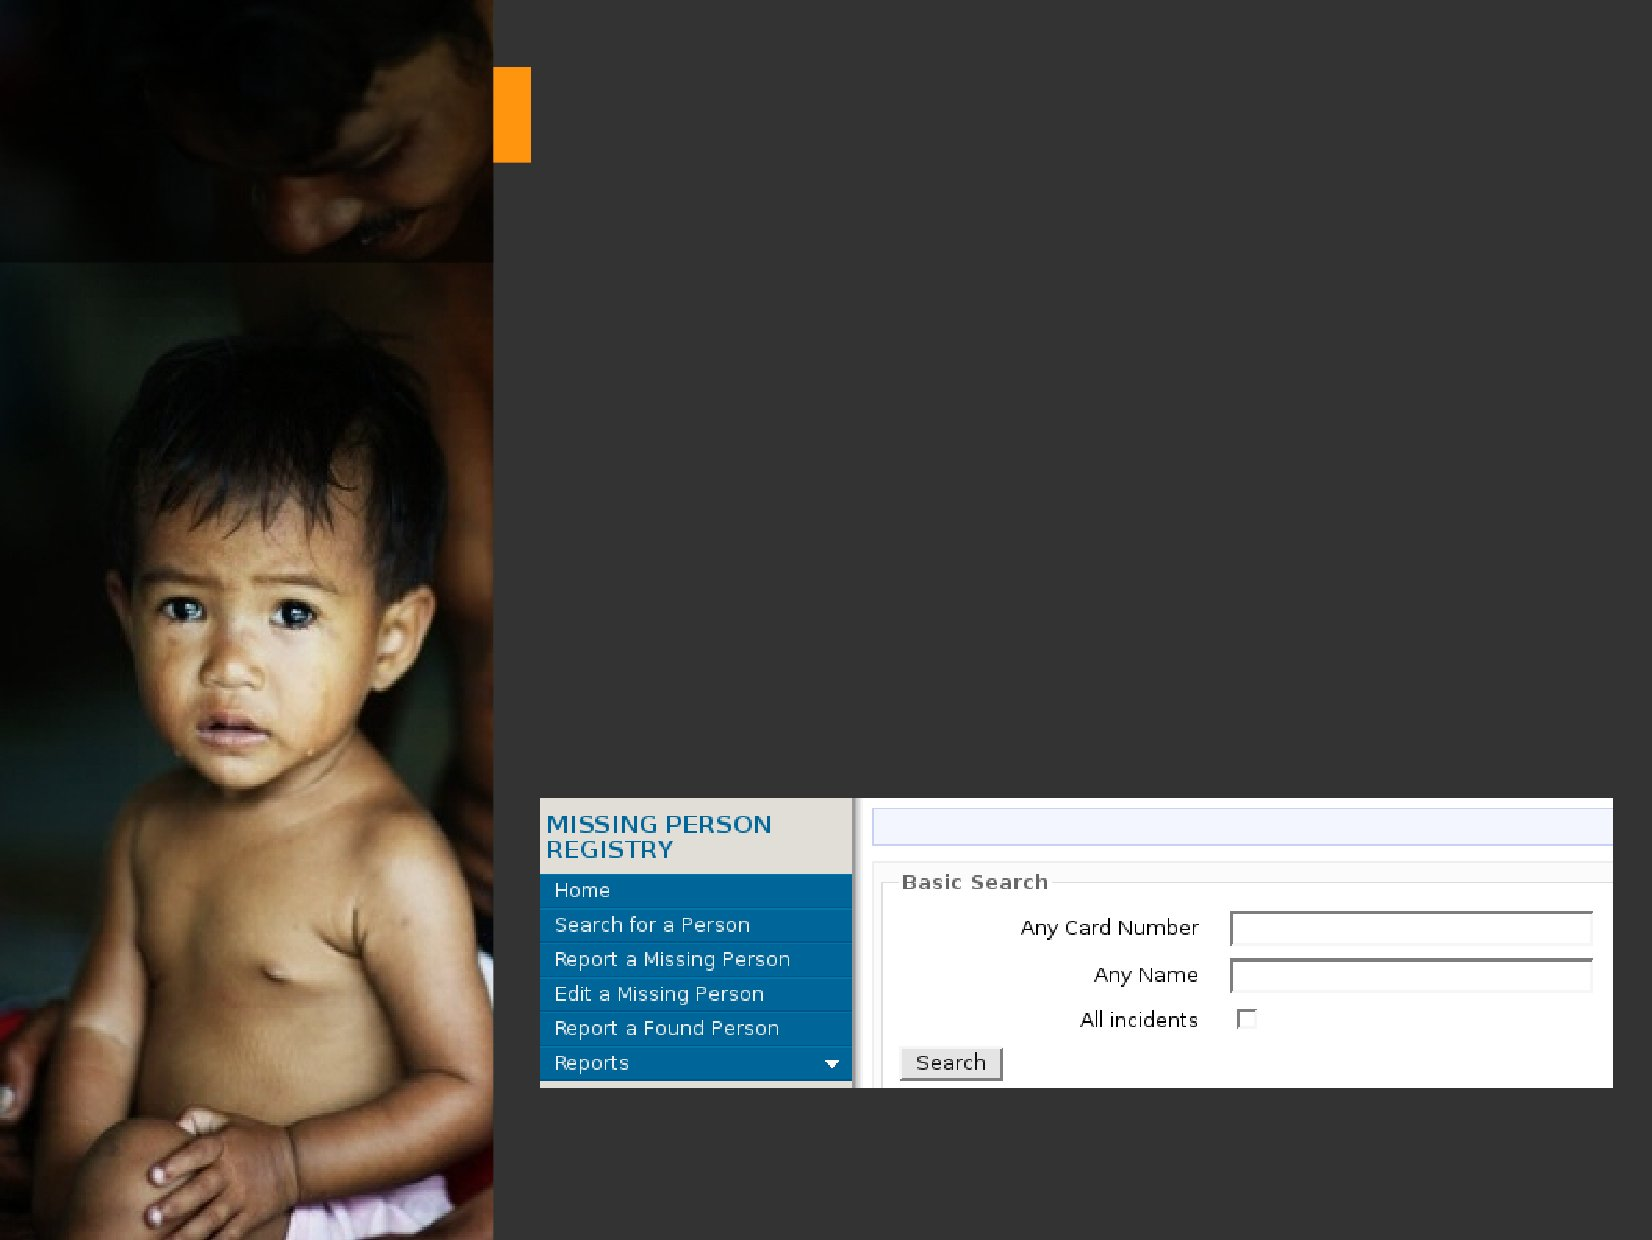 MISSING PERSON
REGISTRY
Home
Search for a Person
Report a Missing Person
Edit a Missing Person
Report a Found Person
Reports
Basic Search
Any Card Number
Any Name
All incidents
Search